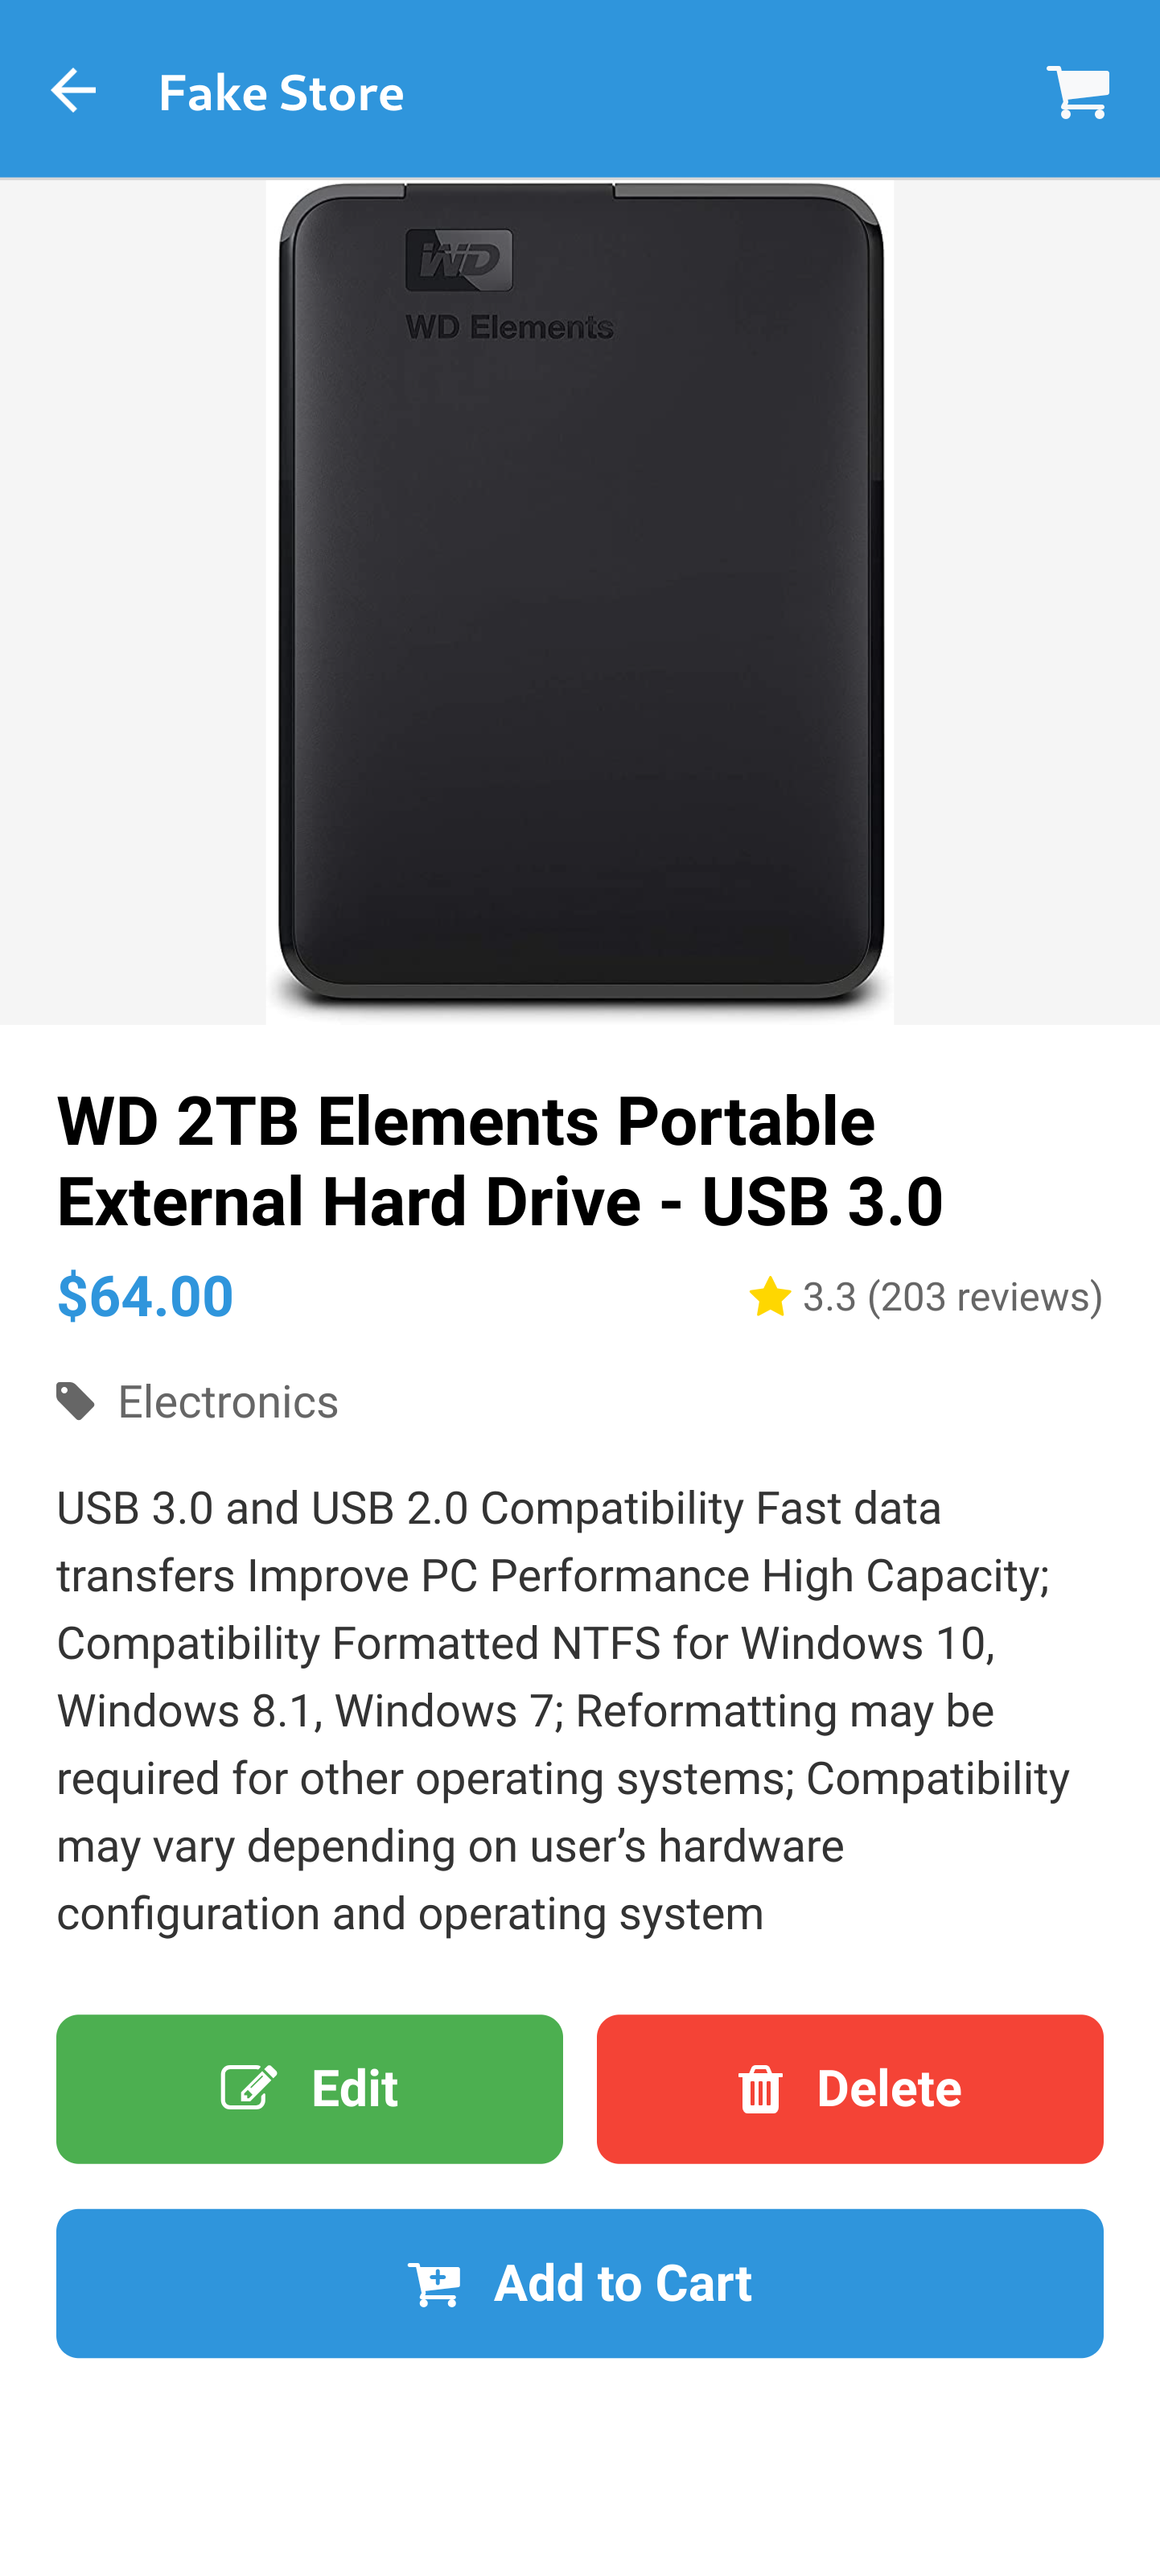 Fake Store
WD
WD Elements
WD 2TB Elements Portable
External Hard Drive - USB 3.0
$64.00
3.3 (203 reviews)
Electronics
USB 3.0 and USB 2.0 Compatibility Fast data
transfers Improve PC Performance High Capacity;
Compatibility Formatted NTFS for Windows 10,
Windows 8.1, Windows 7; Reformatting may be
required for other operating systems; Compatibility
may vary depending on user’s hardware
configuration and operating system
Edit
Delete
Add to Cart